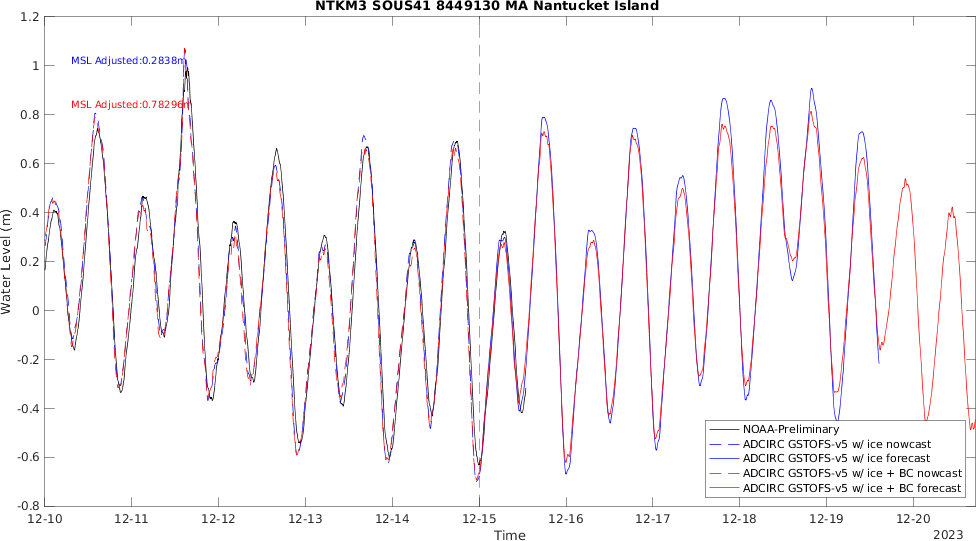 NTKM3 SOUS41 8449130 MA Nantucket Island
1.2
1
0.8
0.6
0.4
0.2
0
-0.2
-0.4
-0.6
-0.8
Water Level (m)
MSL Adjusted:0.2838m
MSL Adjusted:0.78296m
NOAA-Preliminary
ADCIRC GSTOFS-v5 w/ ice nowcast
ADCIRC GSTOFS-v5 w/ ice forecast
ADCIRC GSTOFS-v5 w/ ice + BC nowcast
ADCIRC GSTOFS-v5 w/ ice + BC forecast
12-10 12-11 12-12 12-13 12-14 12-15 12-16 12-17 12-18 12-19 12-20
Time
2023